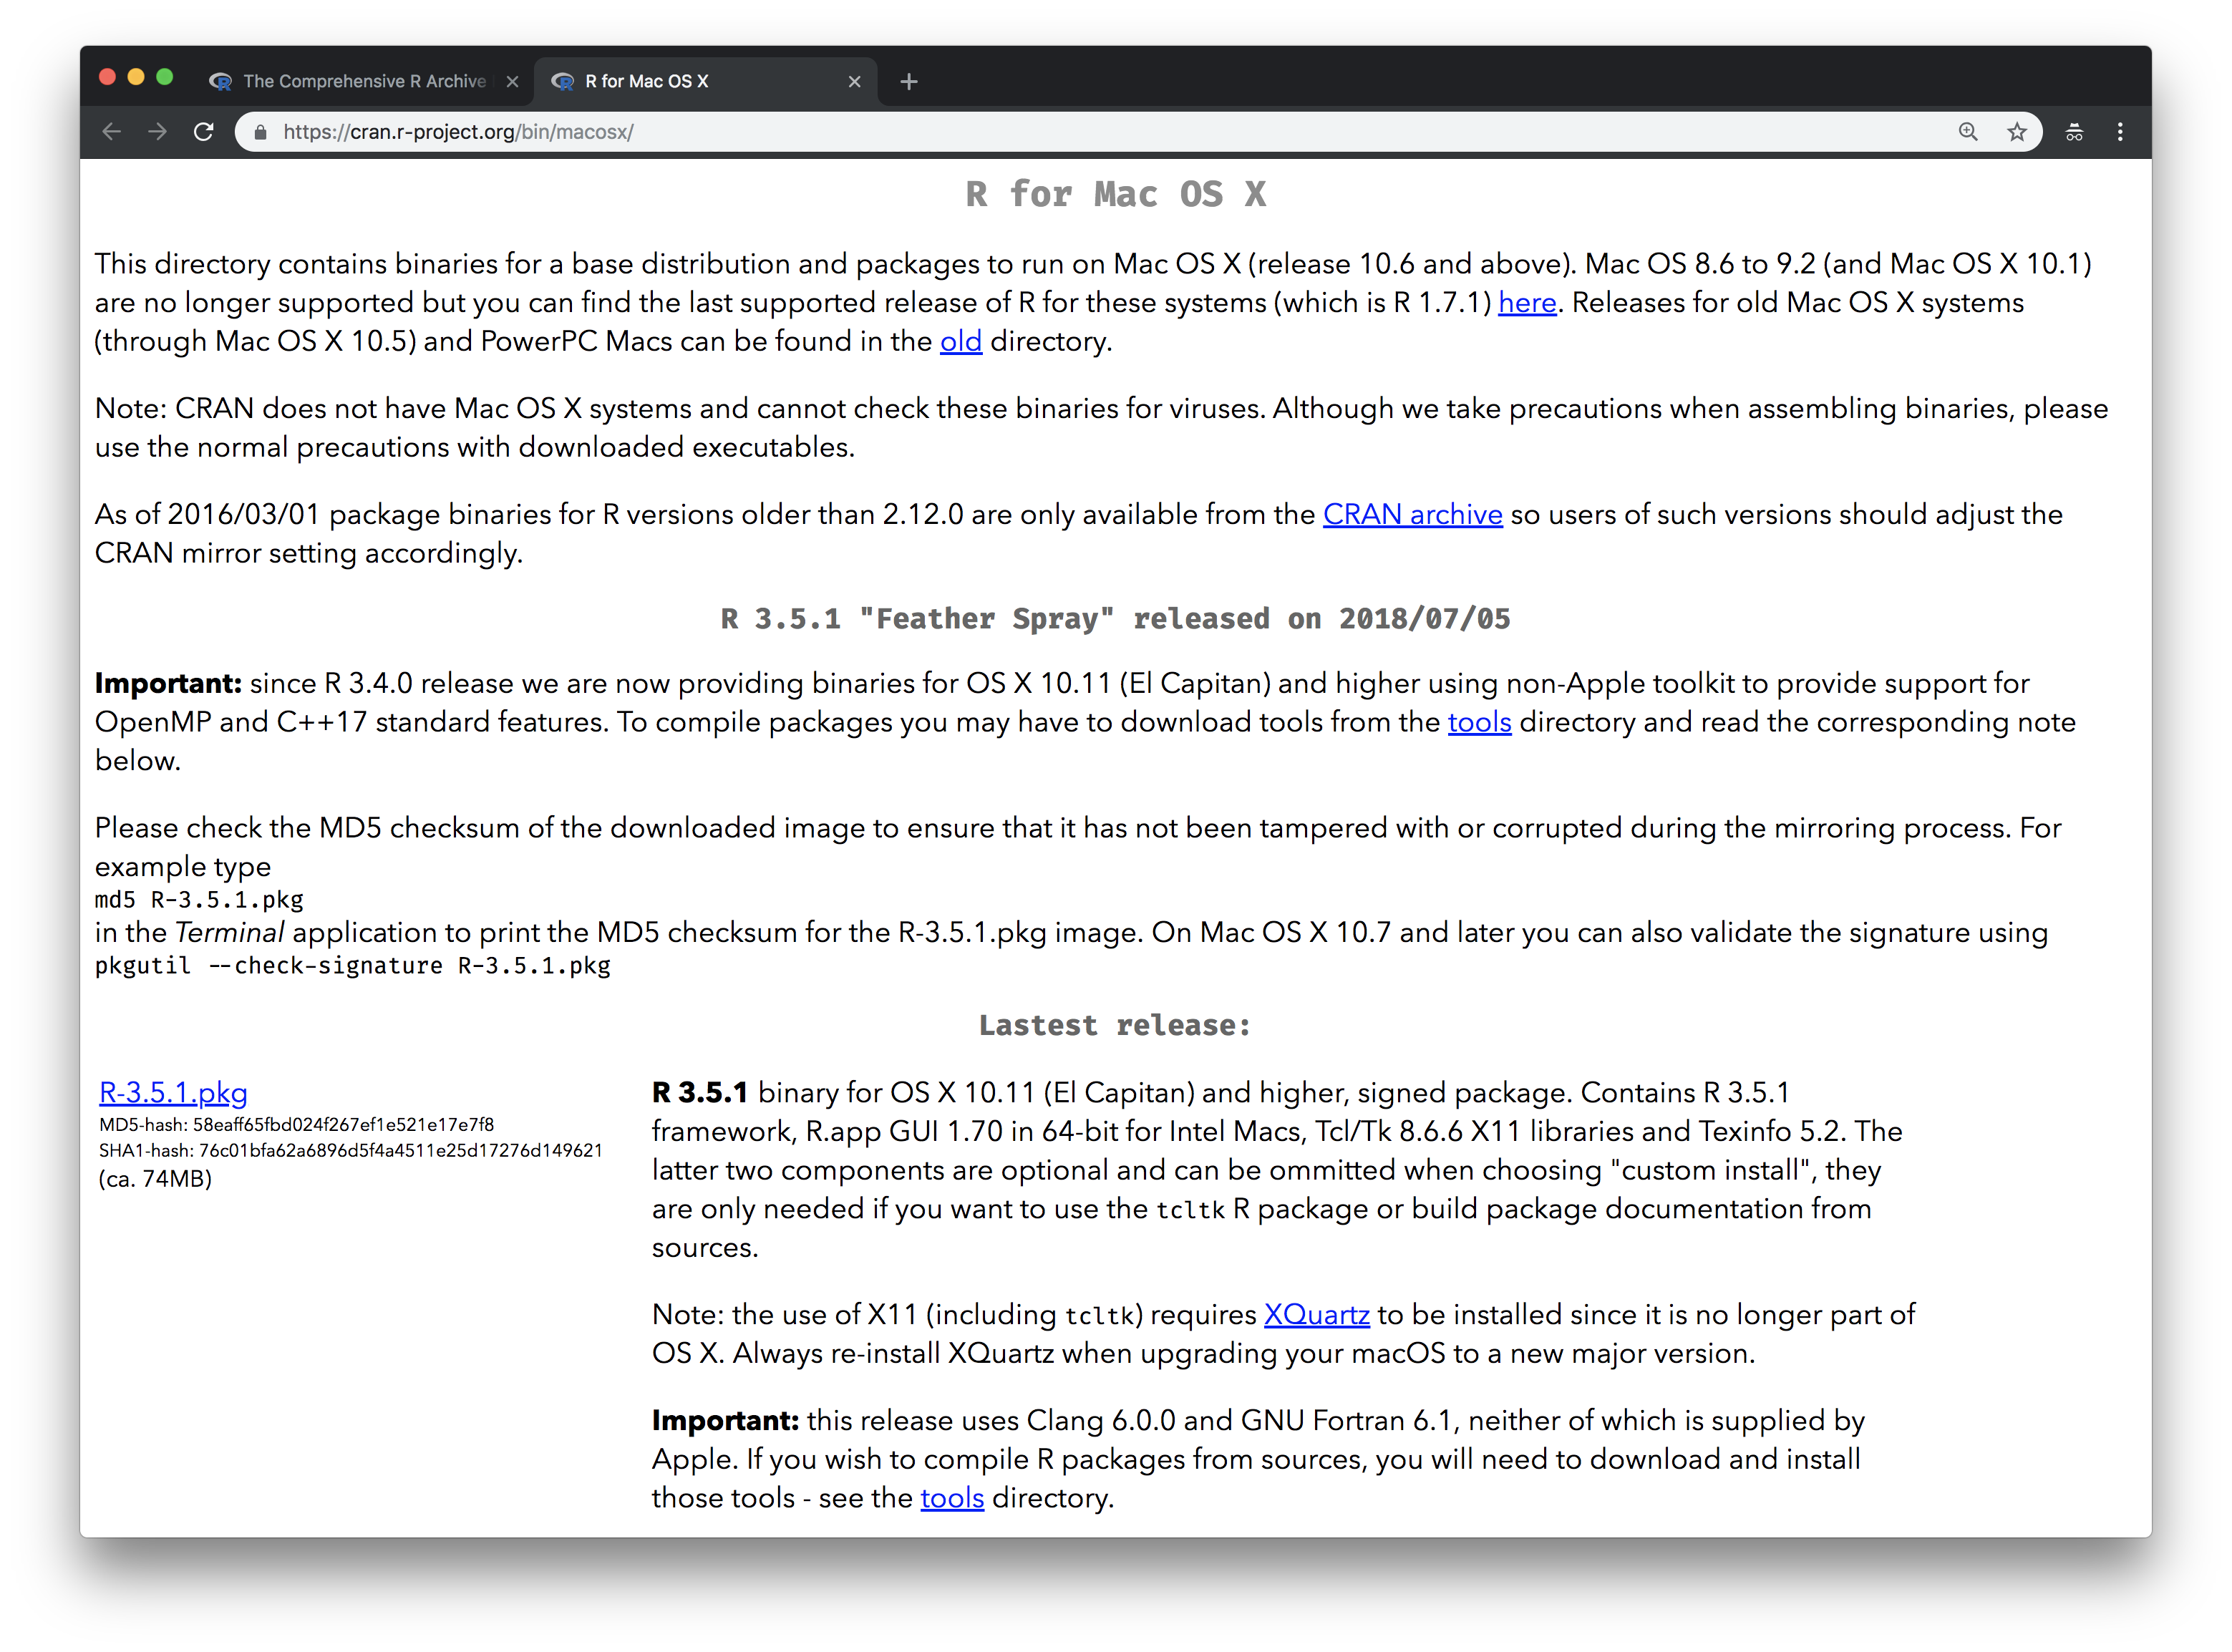 The Comprehensive R Archive
R for Mac OS X
https://cran.r-project.org/bin/macosx/
R for Mac OS X
This directory contains binaries for a base distribution and packages to run on Mac OS X (release 10.6 and above). Mac OS 8.6 to 9.2 (and Mac OS X 10.1)
are no longer supported but you can find the last supported release of R for these systems (which is R 1.7.1) here. Releases for old Mac OS X systems
(through Mac OS X 10.5) and PowerPC Macs can be found in the old directory.
Note: CRAN does not have Mac OS X systems and cannot check these binaries for viruses. Although we take precautions when assembling binaries, please
use the normal precautions with downloaded executables.
As of 2016/03/01 package binaries for R versions older than 2.12.0 are only available from the CRAN archive so users of such versions should adjust the
CRAN mirror setting accordingly.
R 3.5.1 "Feather Spray" released on 2018/07/05
Important: since R 3.4.0 release we are now providing binaries for OS X 10.11 (El Capitan) and higher using non-Apple toolkit to provide support for
OpenMP and C++17 standard features. To compile packages you may have to download tools from the tools directory and read the corresponding note
below.
Please check the MD5 checksum of the downloaded image to ensure that it has not been tampered with or corrupted during the mirroring process. For
example type
md5 R-3.5.1.pkg
in the Terminal application to print the MD5 checksum for the R-3.5.1.pkg image. On Mac OS X 10.7 and later you can also validate the signature using
pkgutil --check-signature R-3.5.1.pkg
Lastest release:
R-3.5.1.pkg
MD5-hash: 58eaff65fbd024f267ef1e521e17e7f8
SHA1-hash: 76c01bfa62a6896d5f4a4511e25d17276d149621
(ca. 74MB)
R 3.5.1 binary for OS X 10.11 (El Capitan) and higher, signed package. Contains R 3.5.1
framework, R.app GUI 1.70 in 64-bit for Intel Macs, Tcl/Tk 8.6.6 X11 libraries and Texinfo 5.2. The
latter two components are optional and can be ommitted when choosing "custom install", they
are only needed if you want to use the tcltk R package or build package documentation from
sources.
Note: the use of X11 (including tcltk) requires XQuartz to be installed since it is no longer part of
OS X. Always re-install XQuartz when upgrading your macOS to a new major version.
Important: this release uses Clang 6.0.0 and GNU Fortran 6.1, neither of which is supplied by
Apple. If you wish to compile R packages from sources, you will need to download and install
those tools - see the tools directory.